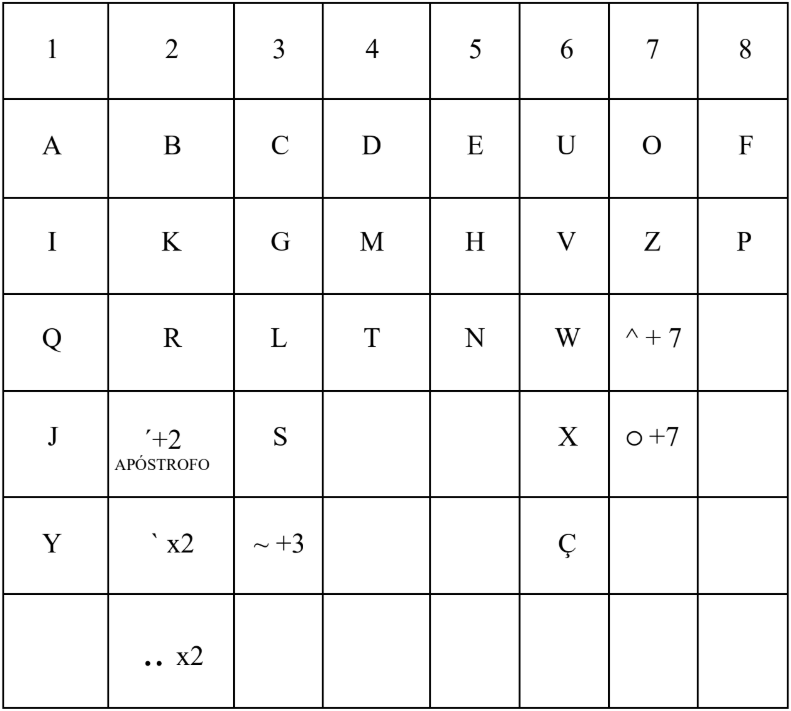 1 2 3 4 5 6 7 8
A B C D E U O F
I K G M H V Z P
Q R L T N W ^ + 7
J ´+2 S X ○ +7
APÓSTROFO
Y ` x2 ~ +3 Ç
.. x2